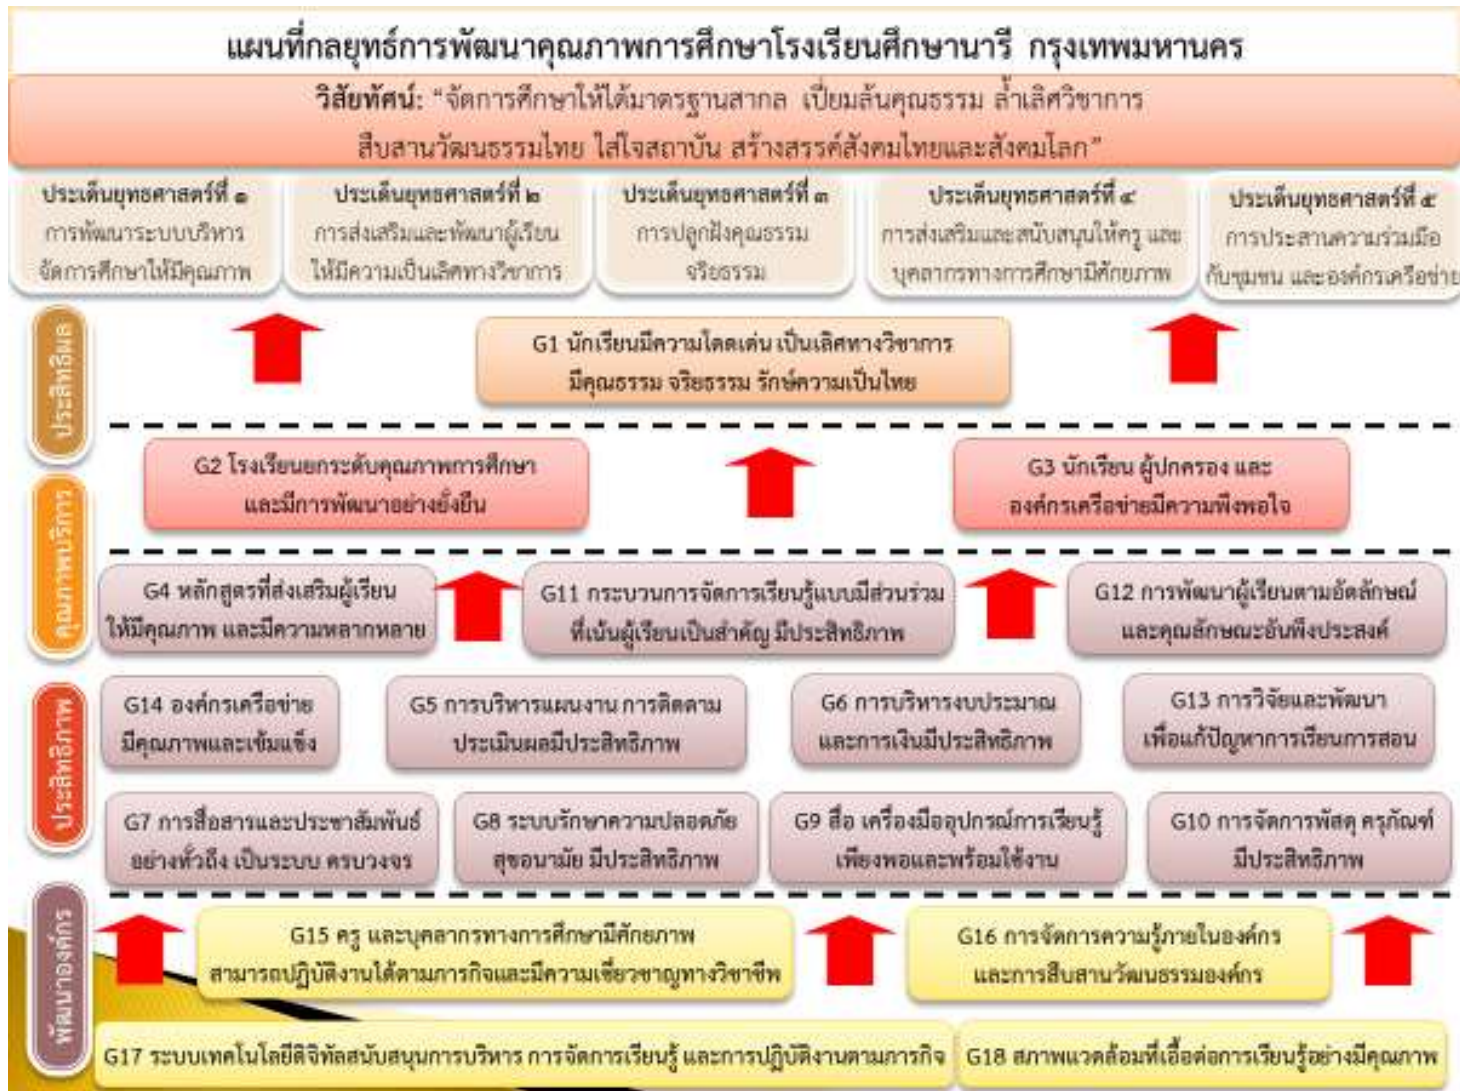 แผนที่กลยุทธ์การพัฒนาคุณภาพการศึกษาโรงเรียนศึกษานารี กรุงเทพมหานคร
วิสัยทัศน์: “จัดการศึกษาให้ได้มาตรฐานสากล เปี่ยมล้นคุณธรรม ล้ำเลิศวิชาการ
สืบสานวัฒนธรรมไทย ใส่ใจสถาบัน สร้างสรรค์สังคมไทยและสังคมโลก”
ประเด็นยุทธศาสตร์ที่ ๑
การพัฒนาระบบบริหาร
จัดการศึกษาให้มีคุณภาพ
ประเด็นยุทธศาสตร์ที่ ๒
การส่งเสริมและพัฒนาผู้เรียน
ให้มีความเป็นเลิศทางวิชาการ
ประเด็นยุทธศาสตร์ที่ ๓
การปลูกฝังคุณธรรม
จริยธรรม
ประเด็นยุทธศาสตร์ที่ ๔
การส่งเสริมและสนับสนุนให้ครู และ
บุคลากรทางการศึกษามีศักยภาพ
ประเด็นยุทธศาสตร์ที่ ๕
การประสานความร่วมมือ
กับชุมชน และองค์กรเครือข่าย
ประสิทธิผล
G1 นักเรียนมีความโดดเด่น เป็นเลิศทางวิชาการ
มีคุณธรรม จริยธรรม รักษ์ความเป็นไทย
คุณภาพบริการ
G2 โรงเรียนยกระดับคุณภาพการศึกษา
และมีการพัฒนาอย่างยั่งยืน
G3 นักเรียน ผู้ปกครอง และ
องค์กรเครือข่ายมีความพึงพอใจ
G4 หลักสูตรที่ส่งเสริมผู้เรียน
ให้มีคุณภาพ และมีความหลากหลาย
G11 กระบวนการจัดการเรียนรู้แบบมีส่วนร่วม
ที่เน้นผู้เรียนเป็นสำคัญ มีประสิทธิภาพ
G12 การพัฒนาผู้เรียนตามอัตลักษณ์
และคุณลักษณะอันพึงประสงค์
ประสิทธิภาพ
G14 องค์กรเครือข่าย
มีคุณภาพและเข้มแข็ง
G5 การบริหารแผนงาน การติดตาม
ประเมินผลมีประสิทธิภาพ
G6 การบริหารงบประมาณ
และการเงินมีประสิทธิภาพ
G13 การวิจัยและพัฒนา
เพื่อแก้ปัญหาการเรียนการสอน
G7 การสื่อสารและประชาสัมพันธ์
อย่างทั่วถึง เป็นระบบ ครบวงจร
G8 ระบบรักษาความปลอดภัย
สุขอนามัย มีประสิทธิภาพ
G9 สื่อ เครื่องมืออุปกรณ์การเรียนรู้
เพียงพอและพร้อมใช้งาน
G10 การจัดการพัสดุ ครุภัณฑ์
มีประสิทธิภาพ
พัฒนาองค์กร
G15 ครู และบุคลากรทางการศึกษามีศักยภาพ
สามารถปฏิบัติงานได้ตามภารกิจและมีความเชี่ยวชาญทางวิชาชีพ
G16 การจัดการความรู้ภายในองค์กร
และการสืบสานวัฒนธรรมองค์กร
G17 ระบบเทคโนโลยีดิจิทัลสนับสนุนการบริหาร การจัดการเรียนรู้ และการปฏิบัติงานตามภารกิจ
G18 สภาพแวดล้อมที่เอื้อต่อการเรียนรู้อย่างมีคุณภาพ